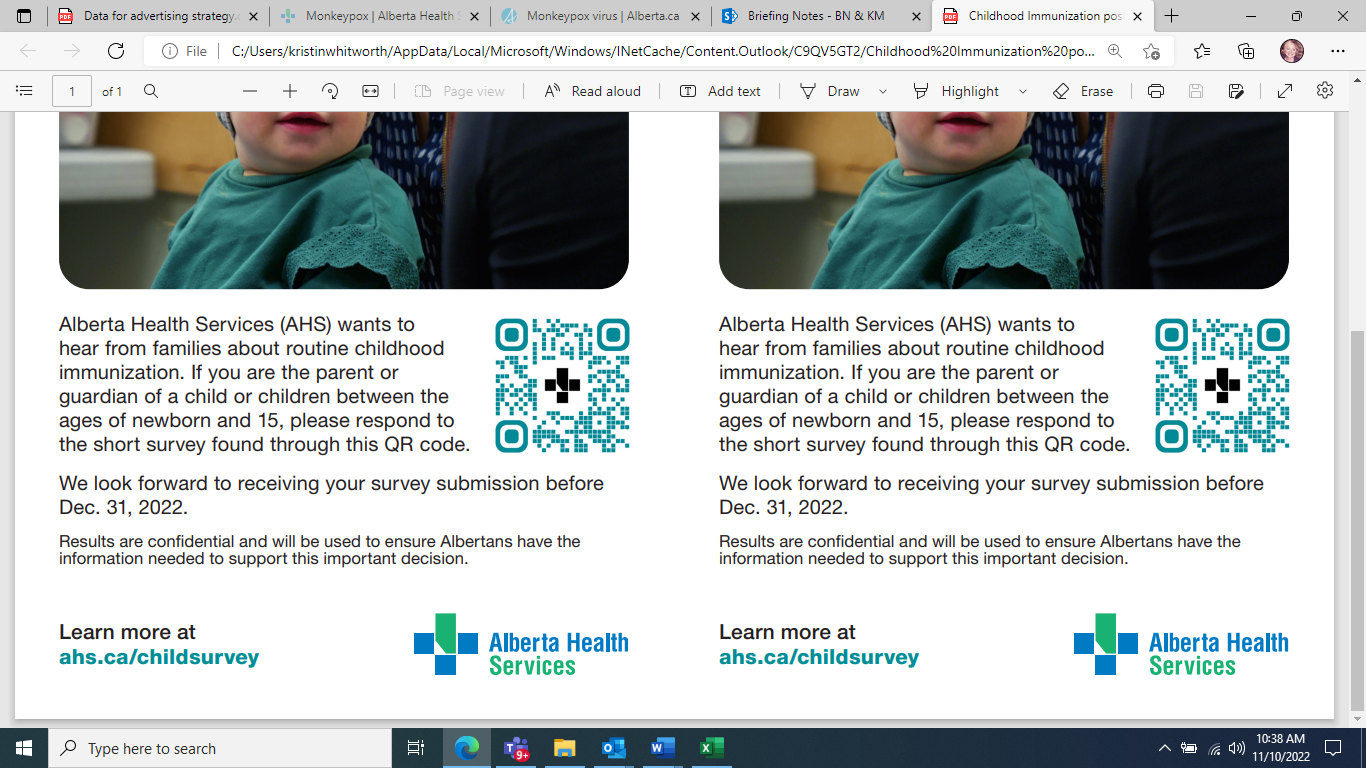 Data for advertising strategy.
Monkeypox | Alberta Health S
Monkeypox virus | Alberta.ca
Briefing Notes - BN & KM
Childhood Immunization pos
File
C:/Users/kristinwhitworth/AppData/Local/Microsoft/Windows/INetCache/Content.Outlook/C9QV5GT2/Childhood%20Immunization%20po...
1 of 1
Page view
Read aloud
Add text
Draw
Highlight
Erase
Alberta Health Services (AHS) wants to
hear from families about routine childhood
immunization. If you are the parent or
guardian of a child or children between the
ages of newborn and 15, please respond to
the short survey found through this QR code.
We look forward to receiving your survey submission before
Dec. 31, 2022.
Results are confidential and will be used to ensure Albertans have the
information needed to support this important decision.
Learn more at
ahs.ca/childsurvey
Alberta Health
Services
Alberta Health Services (AHS) wants to
hear from families about routine childhood
immunization. If you are the parent or
guardian of a child or children between the
ages of newborn and 15, please respond to
the short survey found through this QR code.
We look forward to receiving your survey submission before
Dec. 31, 2022.
Results are confidential and will be used to ensure Albertans have the
information needed to support this important decision.
Learn more at
ahs.ca/childsurvey
Alberta Health
Services
Type here to search
9+
10:38 AM
11/10/2022